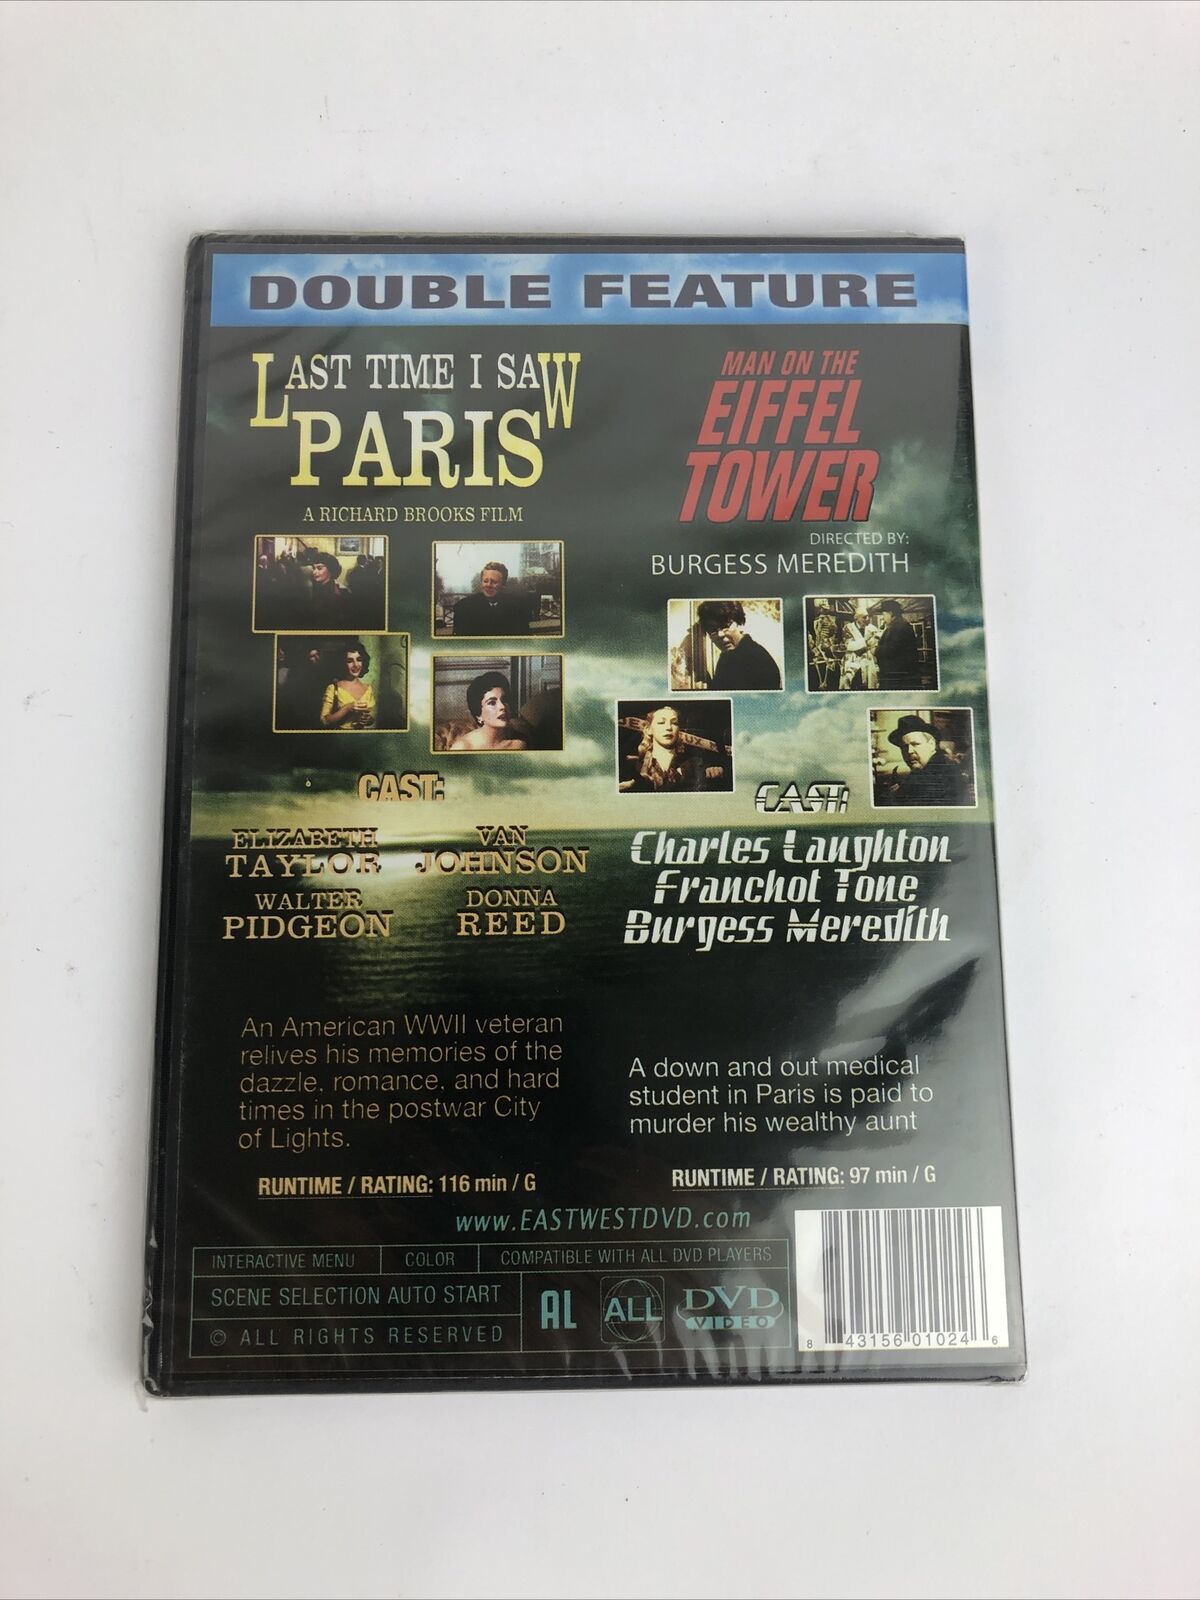 DOUBLE FEATURE
LAST TIME I SAW
PARIS
A RICHARD BROOKS FILM
CAST:
ELIZABETH
TAYLOR
VAN
JOHNSON
WALTER
PIDGEON
DONNA
REED
An American WWII veteran
relives his memories of the
dazzle, romance, and hard
times in the postwar City
of Lights.
RUNTIME / RATING: 116 min / G
MAN ON THE
EIFFEL
TOWER
DIRECTED BY:
BURGESS MEREDITH
CAST:
Charles Laughton
Franchot Tone
Burgess Meredith
A down and out medical
student in Paris is paid to
murder his wealthy aunt
RUNTIME / RATING: 97 min / G
www.EASTWESTDVD.com
INTERACTIVE MENU
COLOR
COMPATIBLE WITH ALL DVD PLAYERS
SCENE SELECTION AUTO START
© ALL RIGHTS RESERVED
AL
ALL
DVD
VIDEO
8 43156 01024 6